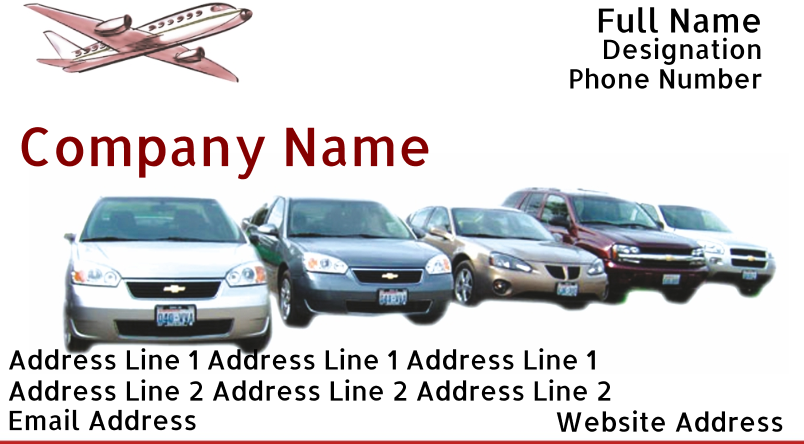 Full Name
Designation
Phone Number
Company Name
Address Line 1 Address Line 1 Address Line 1
Address Line 2 Address Line 2 Address Line 2
Email Address
Website Address